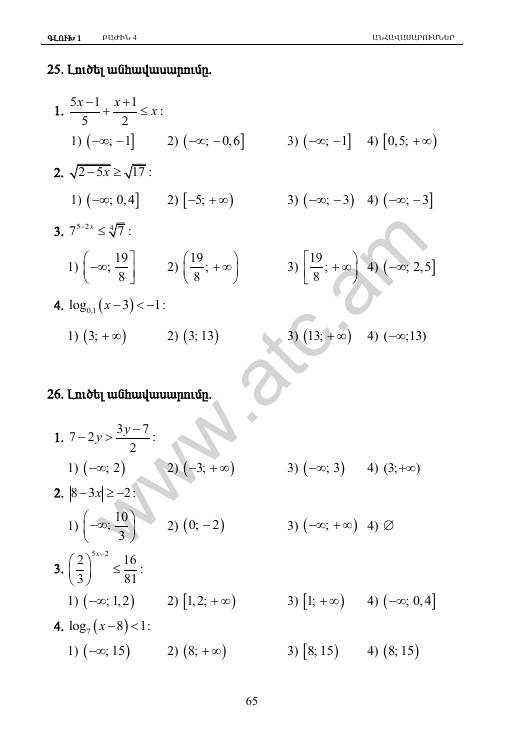 ԳԼՈՒԽ 1 ԲԱԺԻՆ 4 ԱՆՀԱՎԱՍԱՐՈՒՄՆԵՐ
25. Լուծել անհավասարումը.
1. (5x−1)/5 + (x+1)/2 ≤ x :
1) (−∞; −1] 2) (−∞; −0,6] 3) (−∞; −1] 4) [0,5; +∞)
2. √(2−5x) ≥ √17 :
1) (−∞; 0,4] 2) [−5; +∞) 3) (−∞; −3) 4) (−∞; −3]
3. 7^(5−2x) ≤ ∜7 :
1) (−∞; 19/8] 2) (19/8; +∞) 3) [19/8; +∞) 4) (−∞; 2,5]
4. log₀,₁(x−3) < −1 :
1) (3; +∞) 2) (3; 13) 3) (13; +∞) 4) (−∞;13)
26. Լուծել անհավասարումը.
1. 7−2y > (3y−7)/2 :
1) (−∞; 2) 2) (−3; +∞) 3) (−∞; 3) 4) (3;+∞)
2. |8−3x| ≥ −2 :
1) (−∞; 10/3) 2) (0; −2) 3) (−∞; +∞) 4) ∅
3. (2/3)^(5x−2) ≤ 16/81 :
1) (−∞; 1,2) 2) [1,2; +∞) 3) [1; +∞) 4) (−∞; 0,4]
4. log₇(x−8) < 1 :
1) (−∞; 15) 2) (8; +∞) 3) [8; 15) 4) (8; 15)
www.atc.am
65